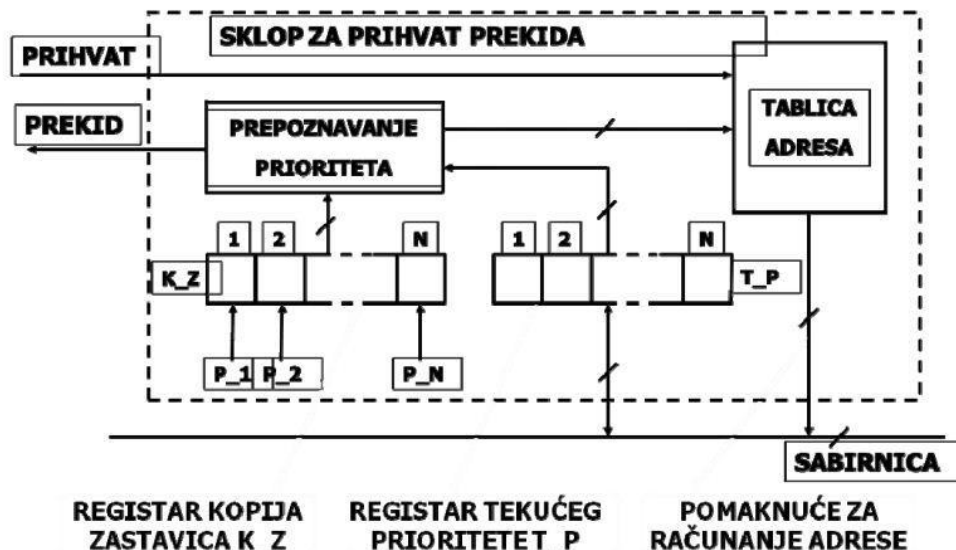 SKLOP ZA PRIHVAT PREKIDA
PRIHVAT
PREKID
PREPOZNAVANJE
PRIORITETA
TABLICA
ADRESA
1 2 N 1 2 N
K_Z
T_P
P_1 P_2 P_N
SABIRNICA
REGISTAR KOPIJA
ZASTAVICA K_Z
REGISTAR TEKUĆEG
PRIORITETE T_P
POMAKNUĆE ZA
RAČUNANJE ADRESE